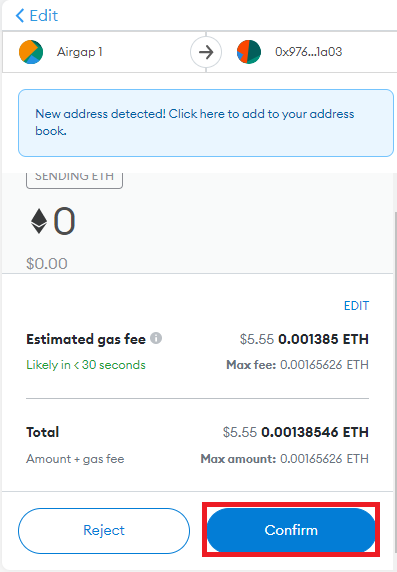 Edit
Airgap 1
0x976...1a03
New address detected! Click here to add to your address
book.
SENDING ETH
0
$0.00
EDIT
Estimated gas fee $5.55 0.001385 ETH
Likely in < 30 seconds Max fee: 0.00165626 ETH
Total $5.55 0.00138546 ETH
Amount + gas fee Max amount: 0.00165626 ETH
Reject Confirm